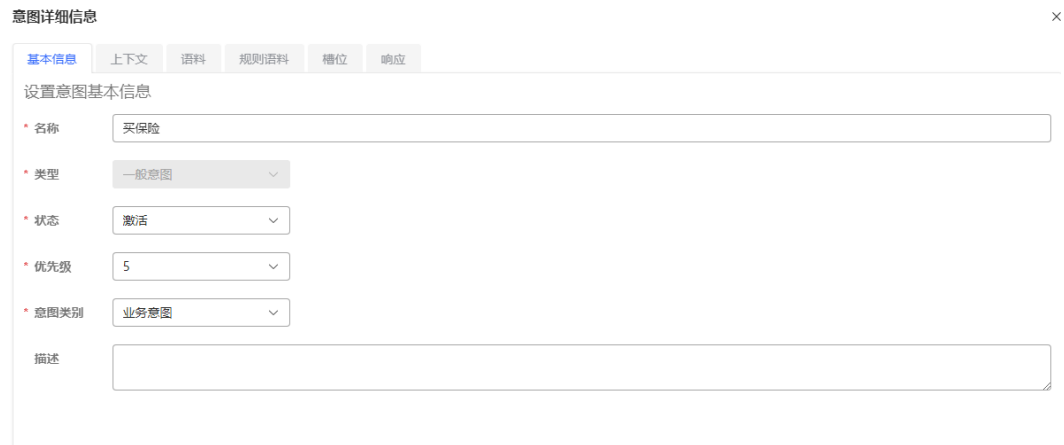 意图详细信息
基本信息 上下文 语料 规则语料 槽位 响应
设置意图基本信息
* 名称 买保险
* 类型 一般意图
* 状态 激活
* 优先级 5
* 意图类别 业务意图
描述